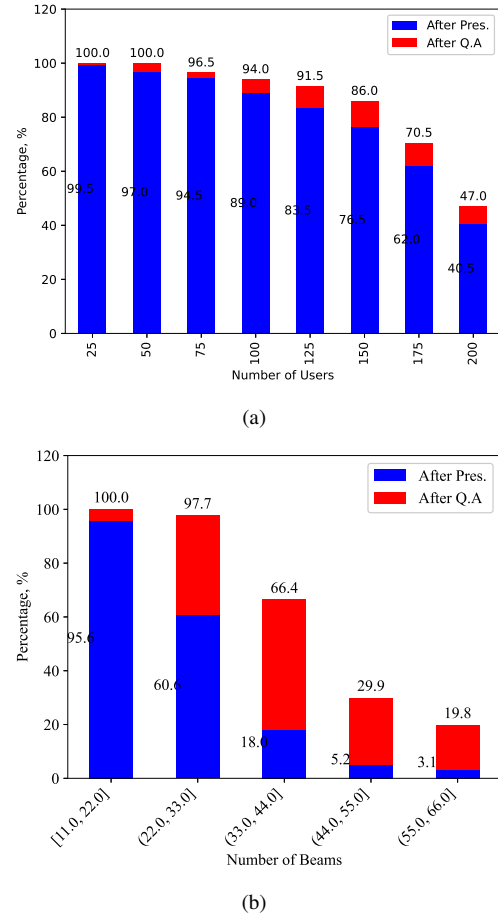 After Pres.
After Q.A
120
100
80
60
40
20
0
Percentage, %
100.0 100.0 96.5 94.0 91.5 86.0 70.5 47.0
99.5 97.0 94.5 89.0 83.5 76.5 62.0 40.5
25 50 75 100 125 150 175 200
Number of Users
(a)
After Pres.
After Q.A
120
100
80
60
40
20
0
Percentage, %
100.0 97.7 66.4 29.9 19.8
95.6 60.6 18.0 5.2 3.1
[11.0, 22.0] (22.0, 33.0] (33.0, 44.0] (44.0, 55.0] (55.0, 66.0]
Number of Beams
(b)